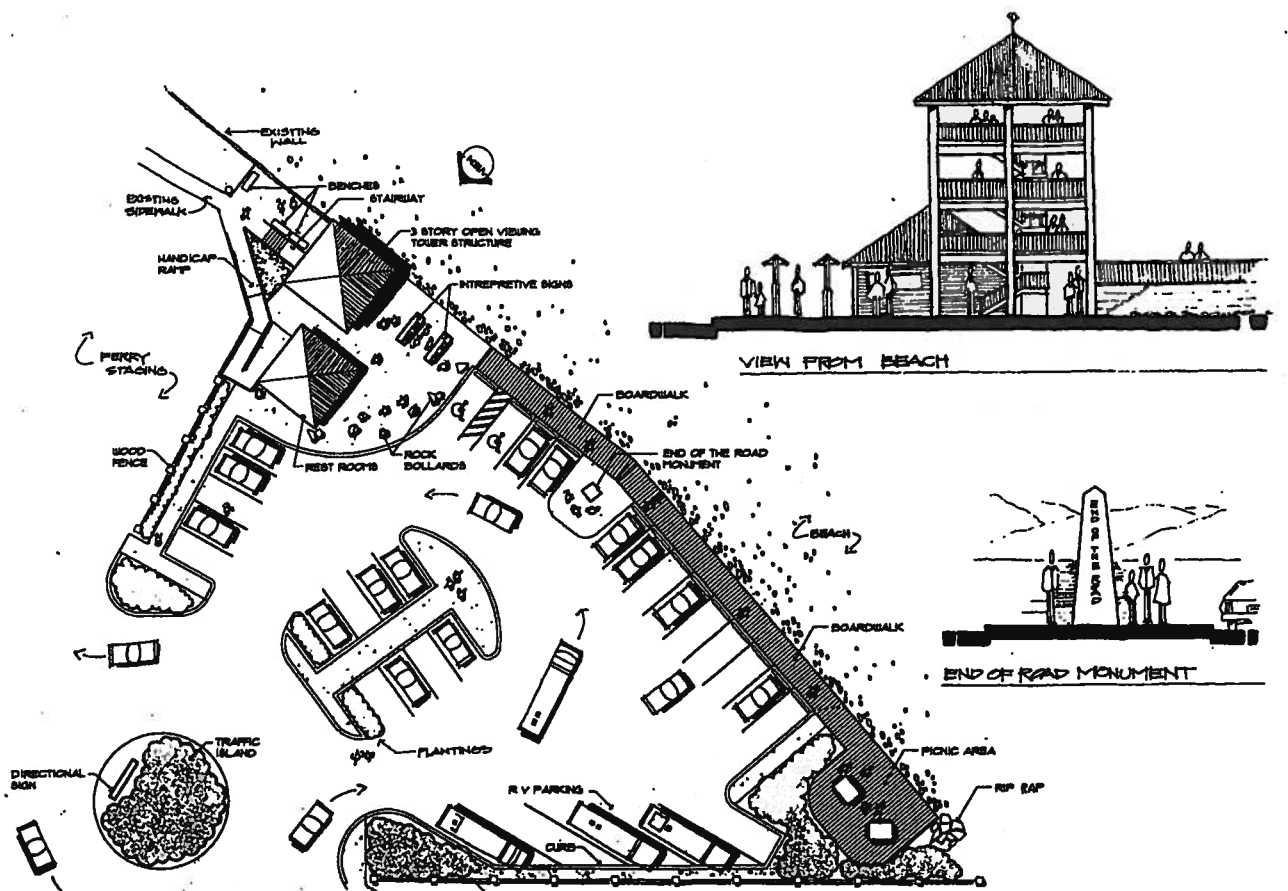 EXISTING
WALL
BENCHES
STAIRWAY
EXISTING
SIDEWALK
3 STORY OPEN VIEWING
TOWER STRUCTURE
HANDICAP
RAMP
INTREPRETIVE SIGNS
FERRY
STAGING
VIEW FROM BEACH
BOARDWALK
WOOD
FENCE
REST ROOMS
ROCK
BOLLARDS
END OF THE ROAD
MONUMENT
BEACH
END OF THE ROAD
BOARDWALK
END OF ROAD MONUMENT
TRAFFIC
ISLAND
PLANTINGS
PICNIC AREA
DIRECTIONAL
SIGN
R V PARKING
RIP RAP
CURB